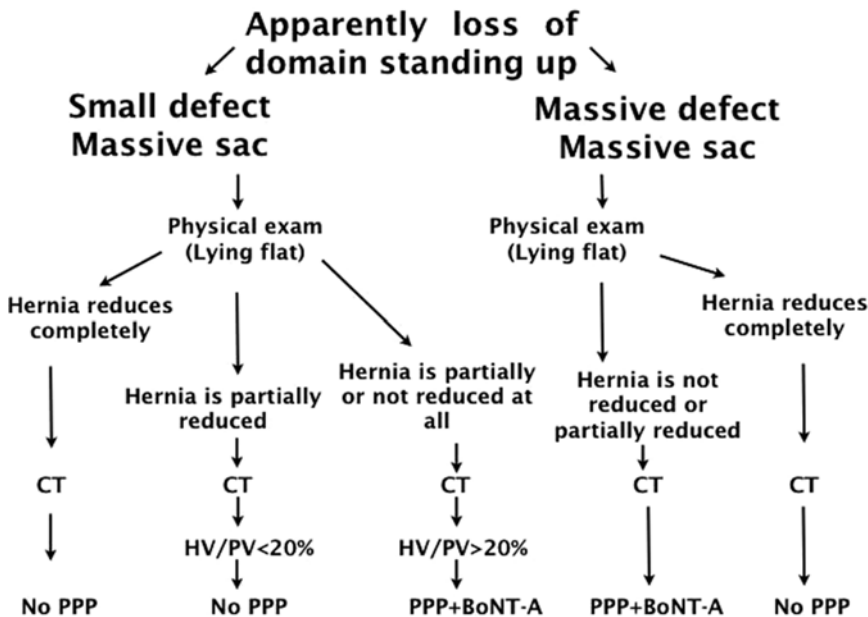 Apparently loss of
domain standing up
Small defect
Massive sac
Massive defect
Massive sac
Physical exam
(Lying flat)
Physical exam
(Lying flat)
Hernia reduces
completely
Hernia is partially
reduced
Hernia is partially
or not reduced at
all
Hernia is not
reduced or
partially reduced
Hernia reduces
completely
CT
CT
CT
CT
CT
HV/PV<20%
HV/PV>20%
No PPP
No PPP
PPP+BoNT-A
PPP+BoNT-A
No PPP